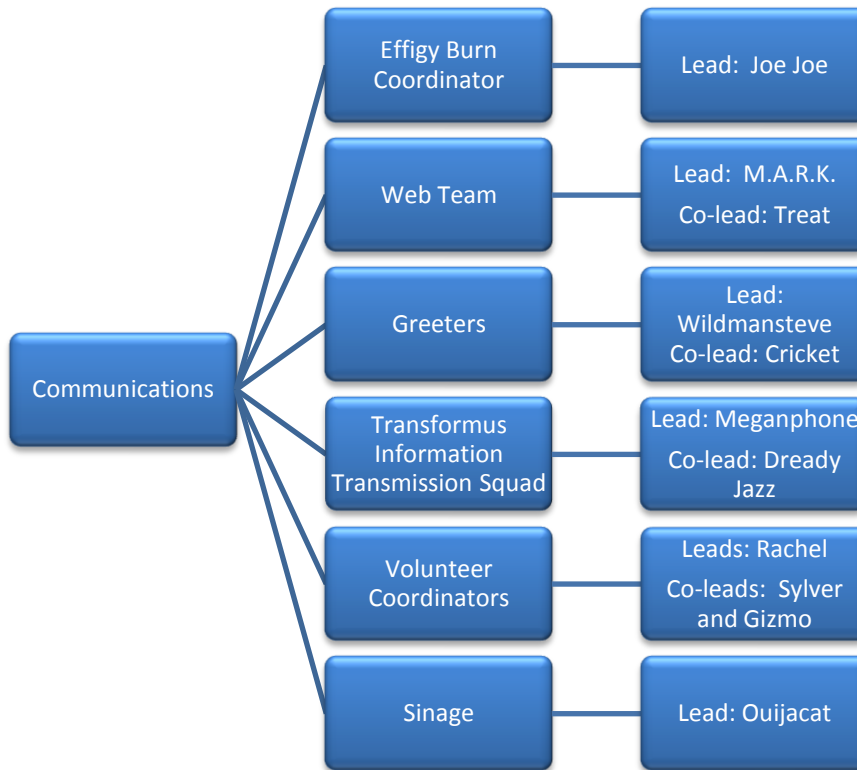 Effigy Burn
Coordinator
Lead:  Joe Joe
Web Team
Lead:  M.A.R.K.
Co-lead: Treat
Greeters
Lead:
Wildmansteve
Co-lead: Cricket
Communications
Transformus
Information
Transmission Squad
Lead: Meganphone
Co-lead: Dready
Jazz
Volunteer
Coordinators
Leads: Rachel
Co-leads:  Sylver
and Gizmo
Sinage
Lead: Ouijacat